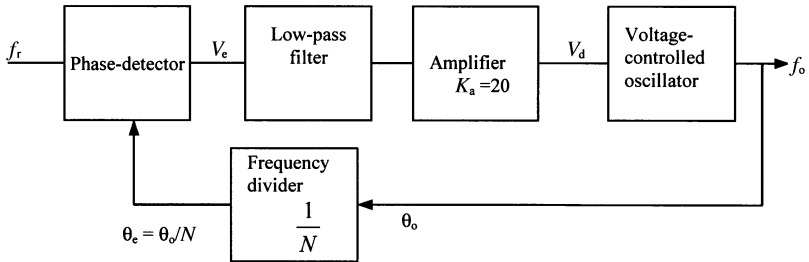 f_r
Phase-detector
V_e
Low-pass
filter
Amplifier
K_a =20
V_d
Voltage-
controlled
oscillator
f_o
Frequency
divider
1
N
θ_e = θ_o/N
θ_o